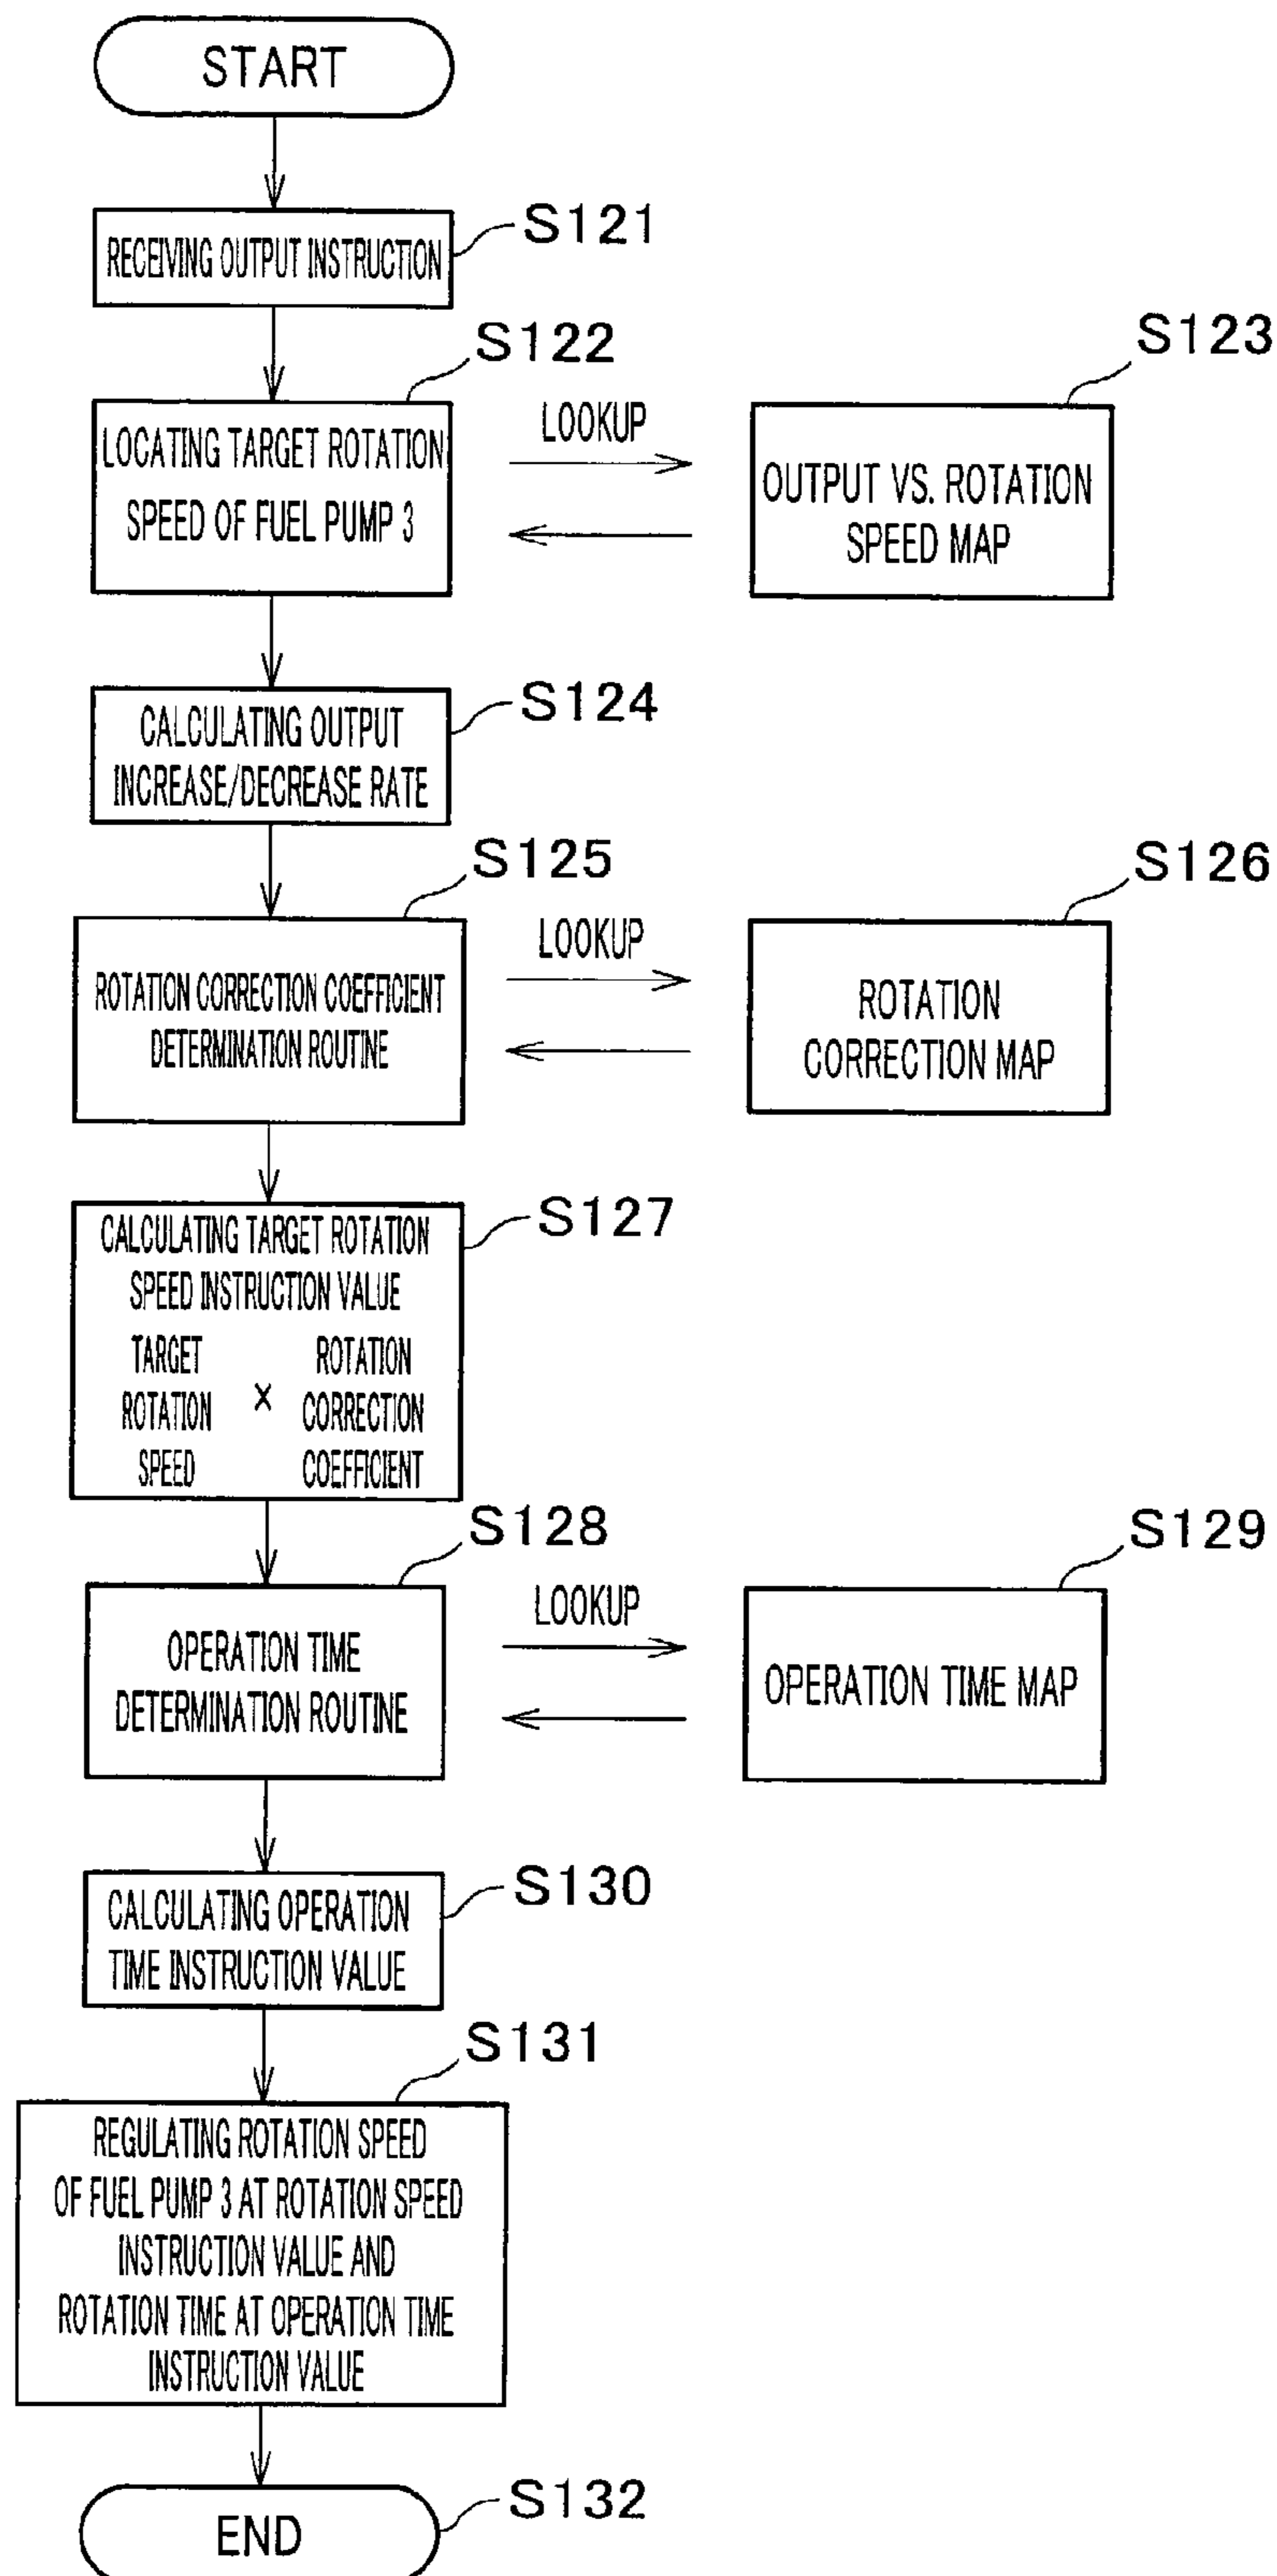 START
S121
RECEIVING OUTPUT INSTRUCTION
S122
LOCATING TARGET ROTATION
SPEED OF FUEL PUMP 3
LOOKUP
S123
OUTPUT VS. ROTATION
SPEED MAP
S124
CALCULATING OUTPUT
INCREASE/DECREASE RATE
S125
ROTATION CORRECTION COEFFICIENT
DETERMINATION ROUTINE
LOOKUP
S126
ROTATION
CORRECTION MAP
S127
CALCULATING TARGET ROTATION
SPEED INSTRUCTION VALUE
TARGET
ROTATION
SPEED
×
ROTATION
CORRECTION
COEFFICIENT
S128
OPERATION TIME
DETERMINATION ROUTINE
LOOKUP
S129
OPERATION TIME MAP
S130
CALCULATING OPERATION
TIME INSTRUCTION VALUE
S131
REGULATING ROTATION SPEED
OF FUEL PUMP 3 AT ROTATION SPEED
INSTRUCTION VALUE AND
ROTATION TIME AT OPERATION TIME
INSTRUCTION VALUE
S132
END